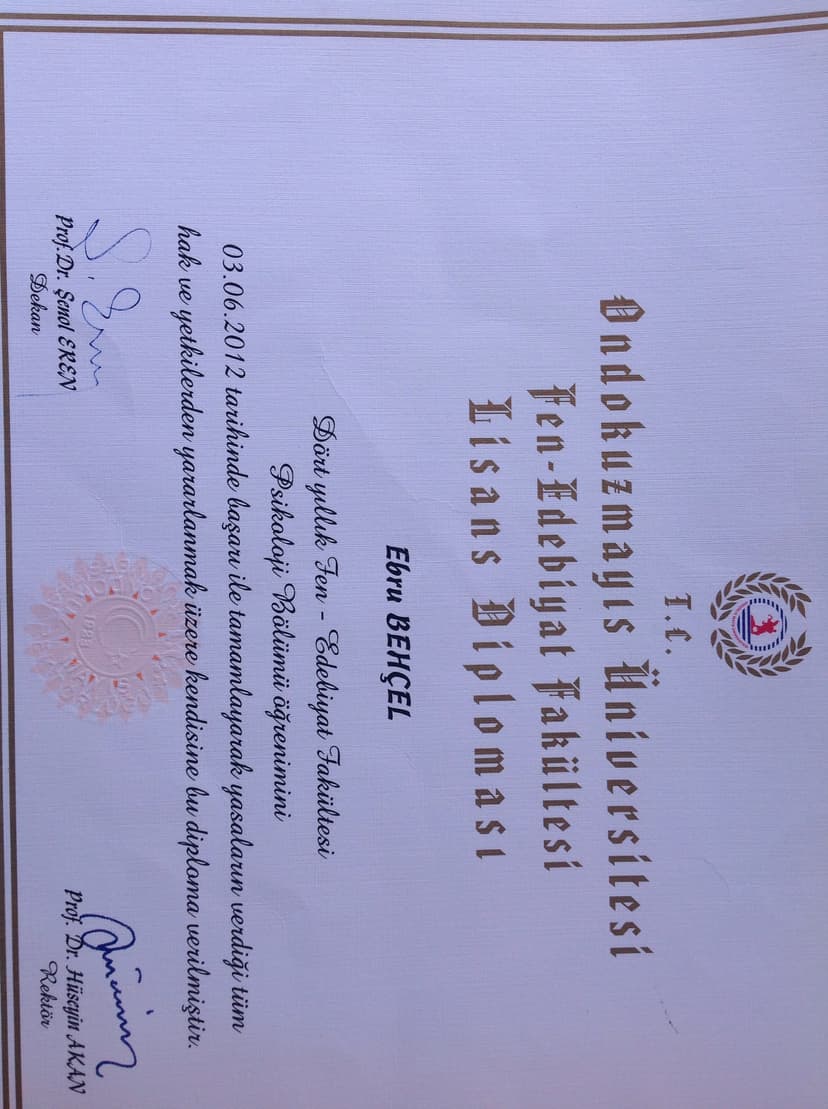 T.C.
Ondokuzmayıs Üniversitesi
Fen-Edebiyat Fakültesi
Lisans Diploması
Ebru BEHÇEL
Dört yıllık Fen - Edebiyat Fakültesi
Psikoloji Bölümü öğrenimini
03.06.2012 tarihinde başarı ile tamamlayarak yasaların verdiği tüm
hak ve yetkilerden yararlanmak üzere kendisine bu diploma verilmiştir.
Prof.Dr. Şenol EREN
Dekan
Prof. Dr. Hüseyin AKAN
Rektör